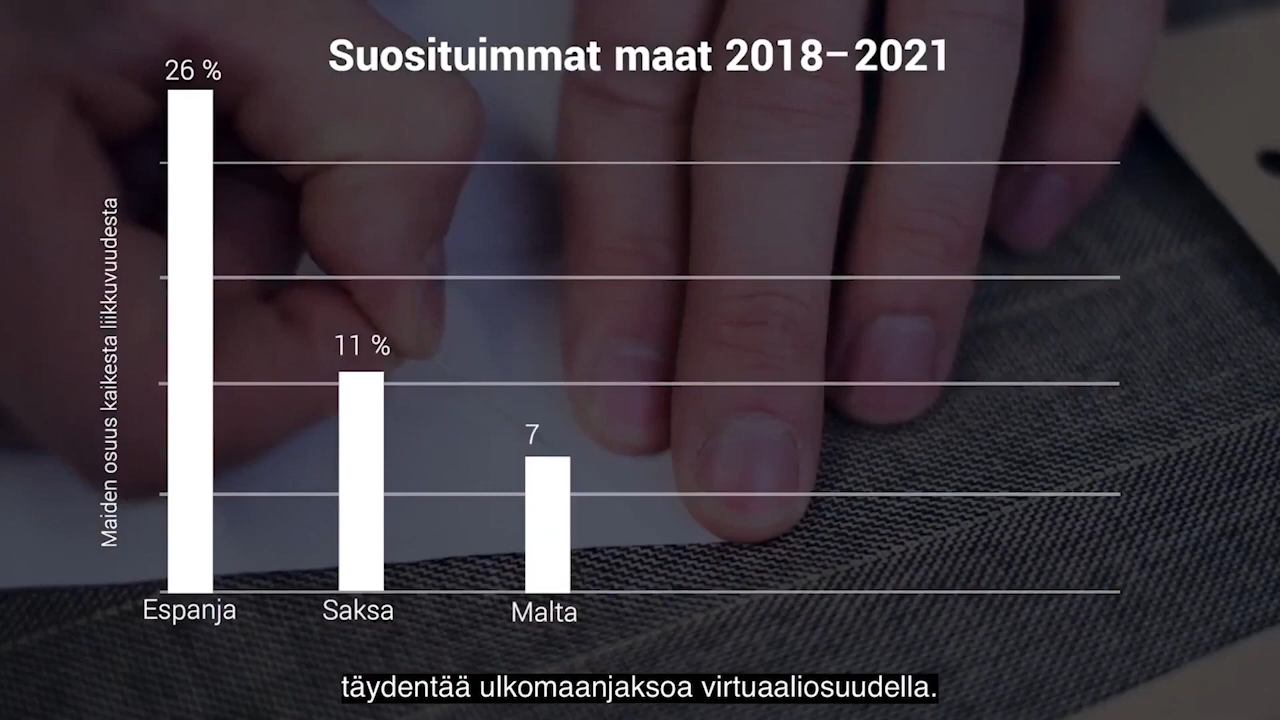 Suosituimmat maat 2018–2021
26 %
11 %
7
Maiden osuus kaikesta liikkuvuudesta
Espanja
Saksa
Malta
täydentää ulkomaanjaksoa virtuaaliosuudella.